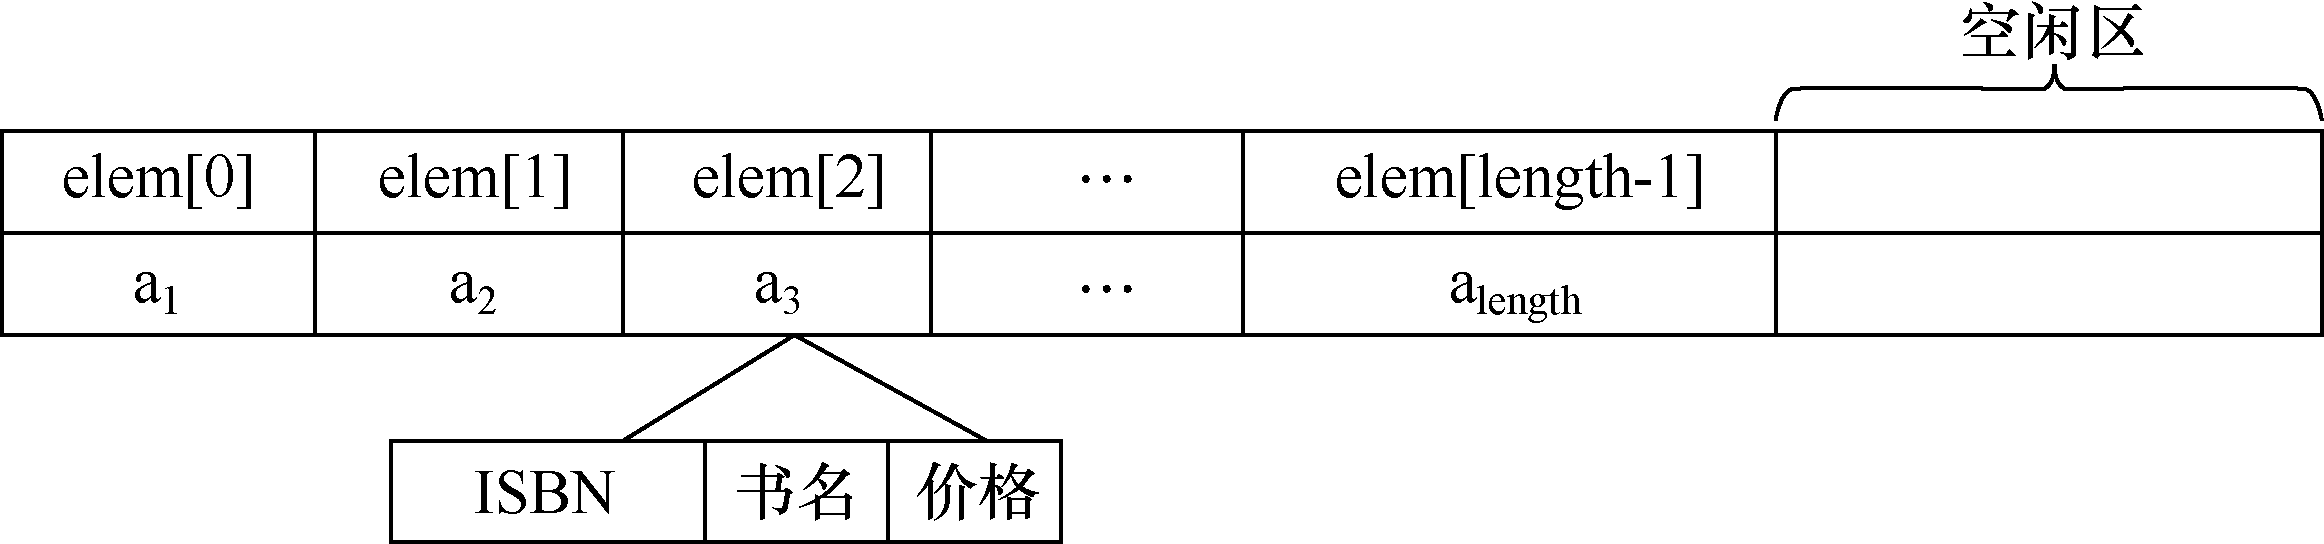 空闲区
elem[0] elem[1] elem[2] ··· elem[length-1]
a1 a2 a3 ··· alength
ISBN 书名 价格